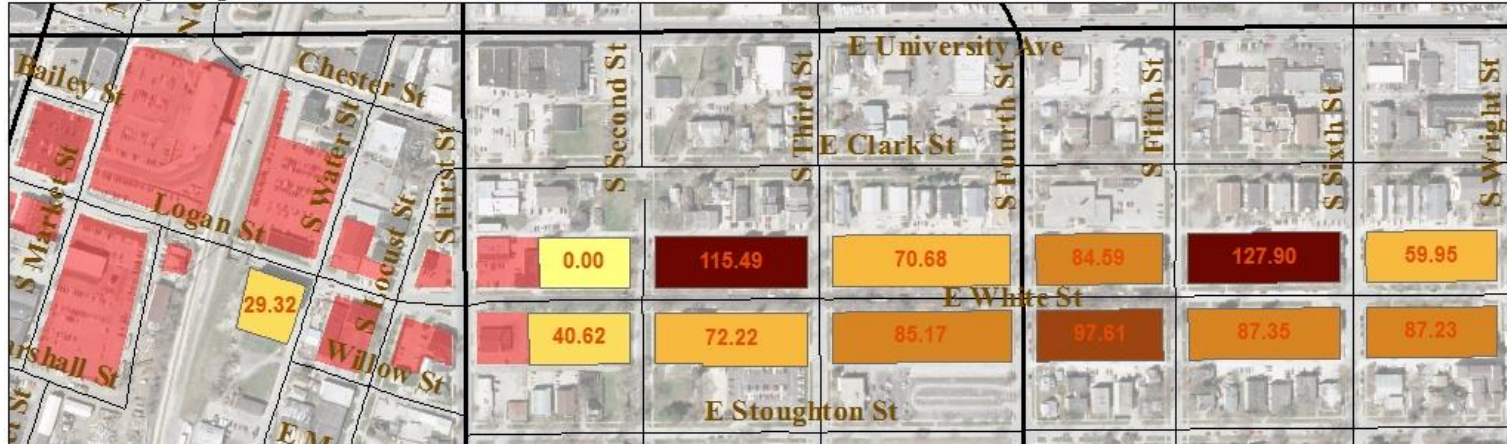 E University Ave
Bailey St
Chester St
S Second St
S Third St
S Fourth St
S Fifth St
S Sixth St
S Wright St
E Clark St
S Market St
S Water St
S Locust St
S First St
Logan St
0.00
115.49
70.68
84.59
127.90
59.95
29.32
E White St
40.62
72.22
85.17
97.61
87.35
87.23
Willow St
E Stoughton St